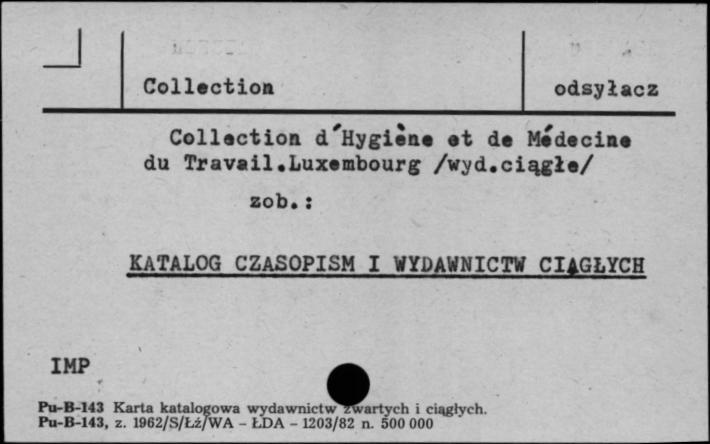 Collection
odsyłacz
Collection d´Hygiène et de Médecine
du Travail.Luxembourg /wyd.ciągłe/
zob.:
KATALOG CZASOPISM I WYDAWNICTW CIĄGŁYCH
IMP
Pu-B-143 Karta katalogowa wydawnictw zwartych i ciągłych.
Pu-B-143, z. 1962/S/Łź/WA – ŁDA – 1203/82 n. 500 000